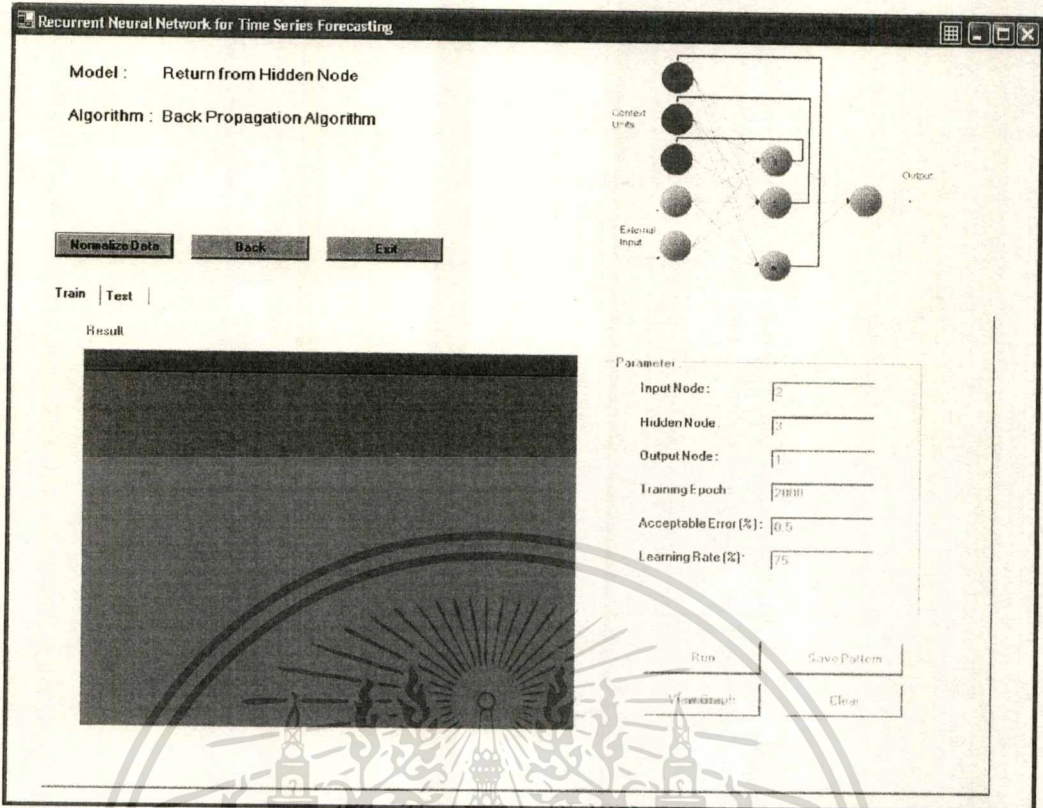 Recurrent Neural Network for Time Series Forecasting
Model : Return from Hidden Node
Algorithm : Back Propagation Algorithm
Context Units
External Input
Output
Normalize Data Back Exit
Train Test
Result
Parameter
Input Node : 2
Hidden Node : 3
Output Node : 1
Training Epoch : 2000
Acceptable Error (%) : 0.5
Learning Rate (%) : 75
Run Save Pattern
View Graph Clear